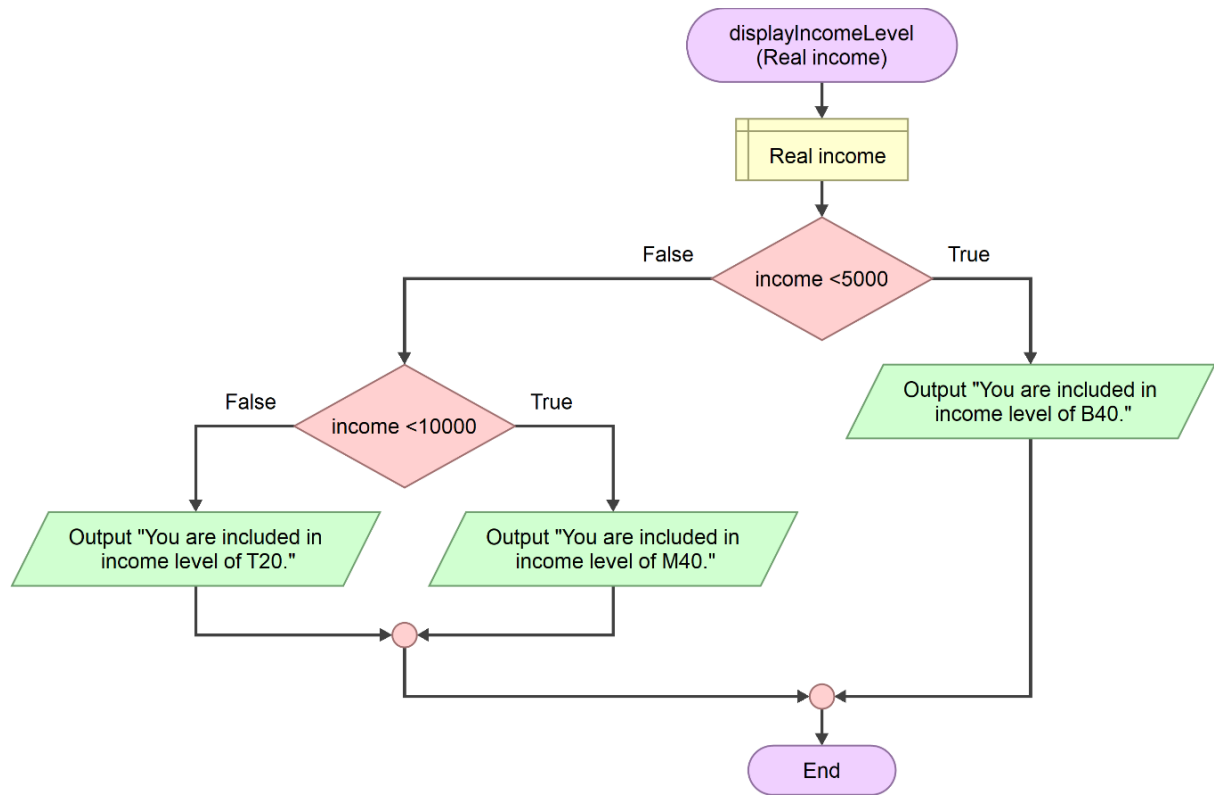 displayIncomeLevel
(Real income)
Real income
False
True
income <5000
False
True
income <10000
Output "You are included in
income level of B40."
Output "You are included in
income level of T20."
Output "You are included in
income level of M40."
End